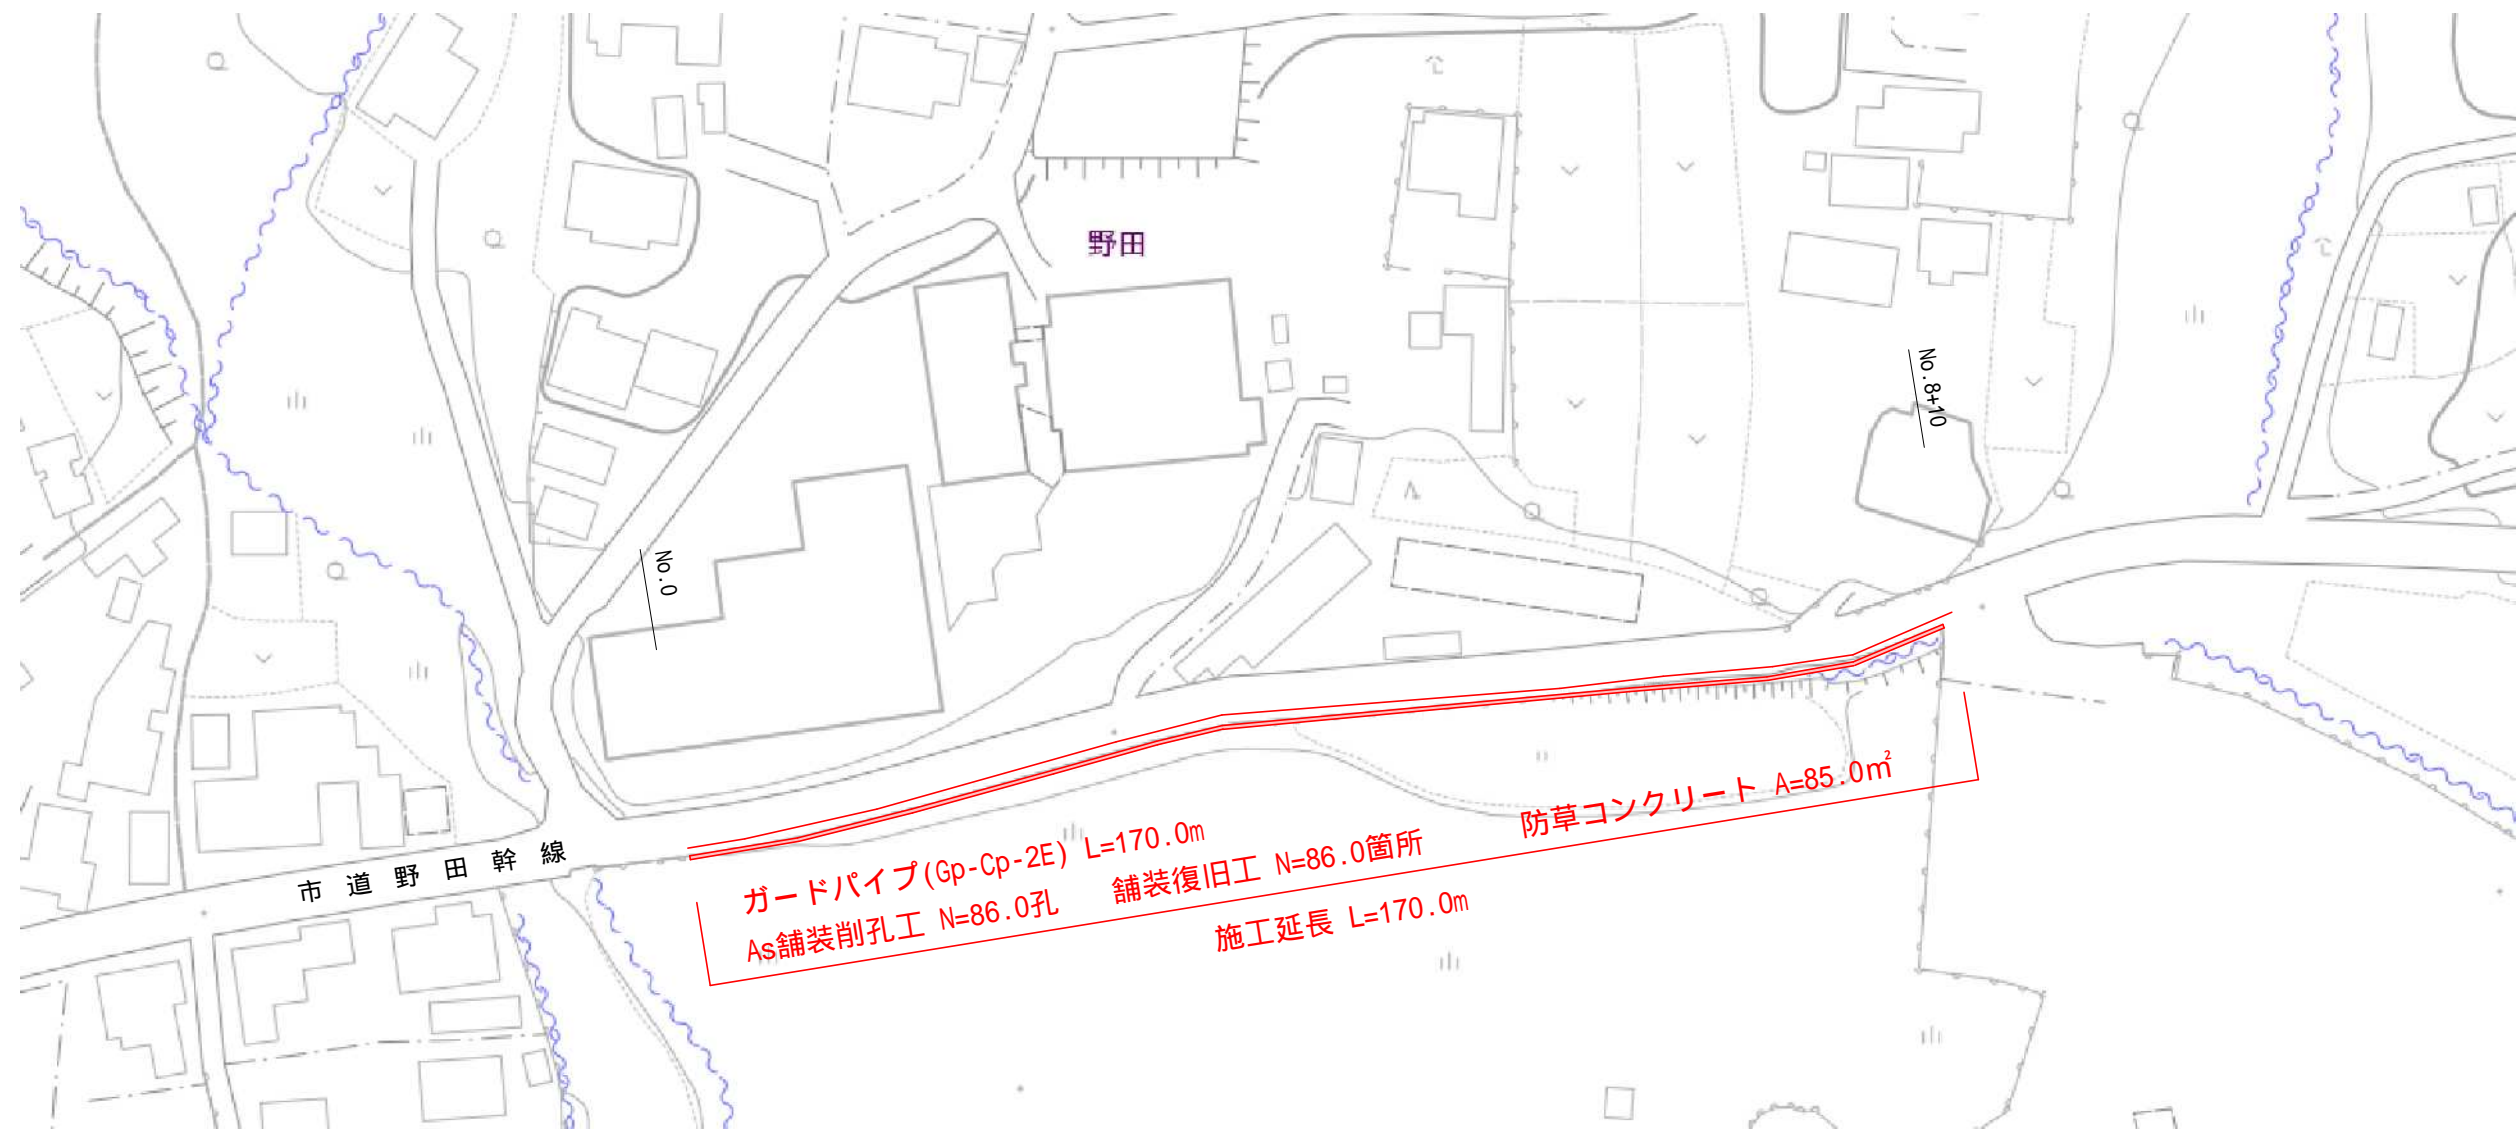 野田
No.8+10
No.0
市道野田幹線
ガードパイプ(Gp-Cp-2E) L=170.0m
As舗装削孔工 N=86.0孔 舗装復旧工 N=86.0箇所 防草コンクリート A=85.0㎡
施工延長 L=170.0m